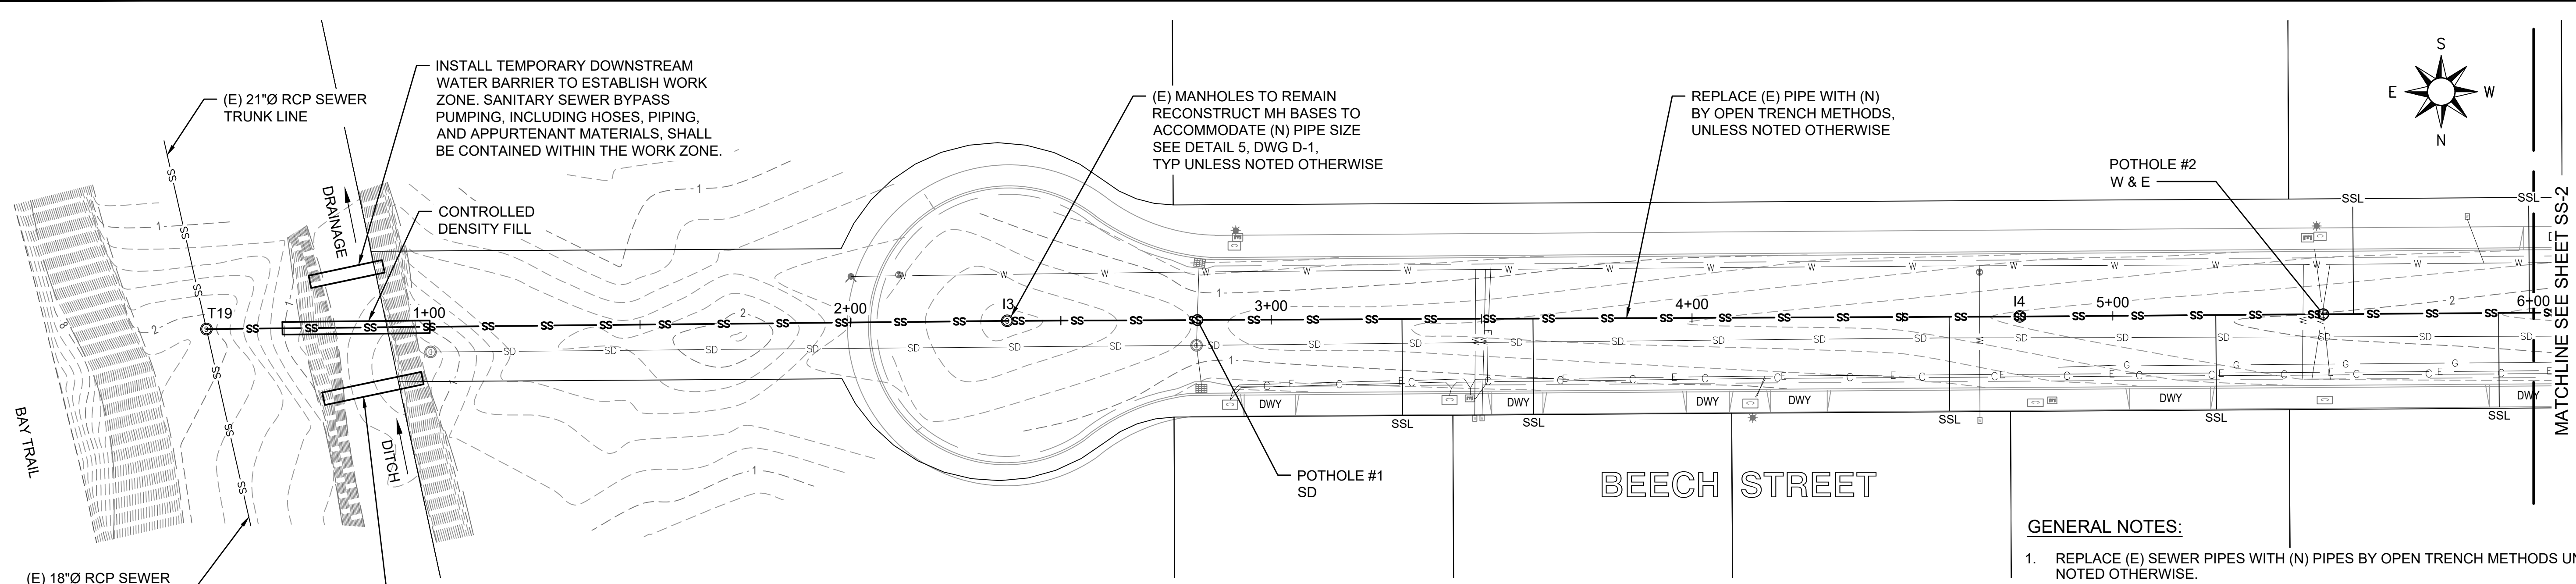 INSTALL TEMPORARY DOWNSTREAM
WATER BARRIER TO ESTABLISH WORK
ZONE. SANITARY SEWER BYPASS
PUMPING, INCLUDING HOSES, PIPING,
AND APPURTENANT MATERIALS, SHALL
BE CONTAINED WITHIN THE WORK ZONE.
(E) 21"Ø RCP SEWER
TRUNK LINE
CONTROLLED
DENSITY FILL
DRAINAGE
DITCH
BAY TRAIL
(E) 18"Ø RCP SEWER
(E) MANHOLES TO REMAIN
RECONSTRUCT MH BASES TO
ACCOMMODATE (N) PIPE SIZE
SEE DETAIL 5, DWG D-1,
TYP UNLESS NOTED OTHERWISE
REPLACE (E) PIPE WITH (N)
BY OPEN TRENCH METHODS,
UNLESS NOTED OTHERWISE
POTHOLE #2
W & E
S
E W
N
MATCHLINE SEE SHEET SS-2
T19
1+00
2+00
I3
3+00
4+00
I4
5+00
6+00
SSL
SSL
DWY
DWY
DWY
DWY
DWY
DWY
SSL
SSL
SSL
SSL
SSL
POTHOLE #1
SD
BEECH STREET
GENERAL NOTES:
1. REPLACE (E) SEWER PIPES WITH (N) PIPES BY OPEN TRENCH METHODS
NOTED OTHERWISE.